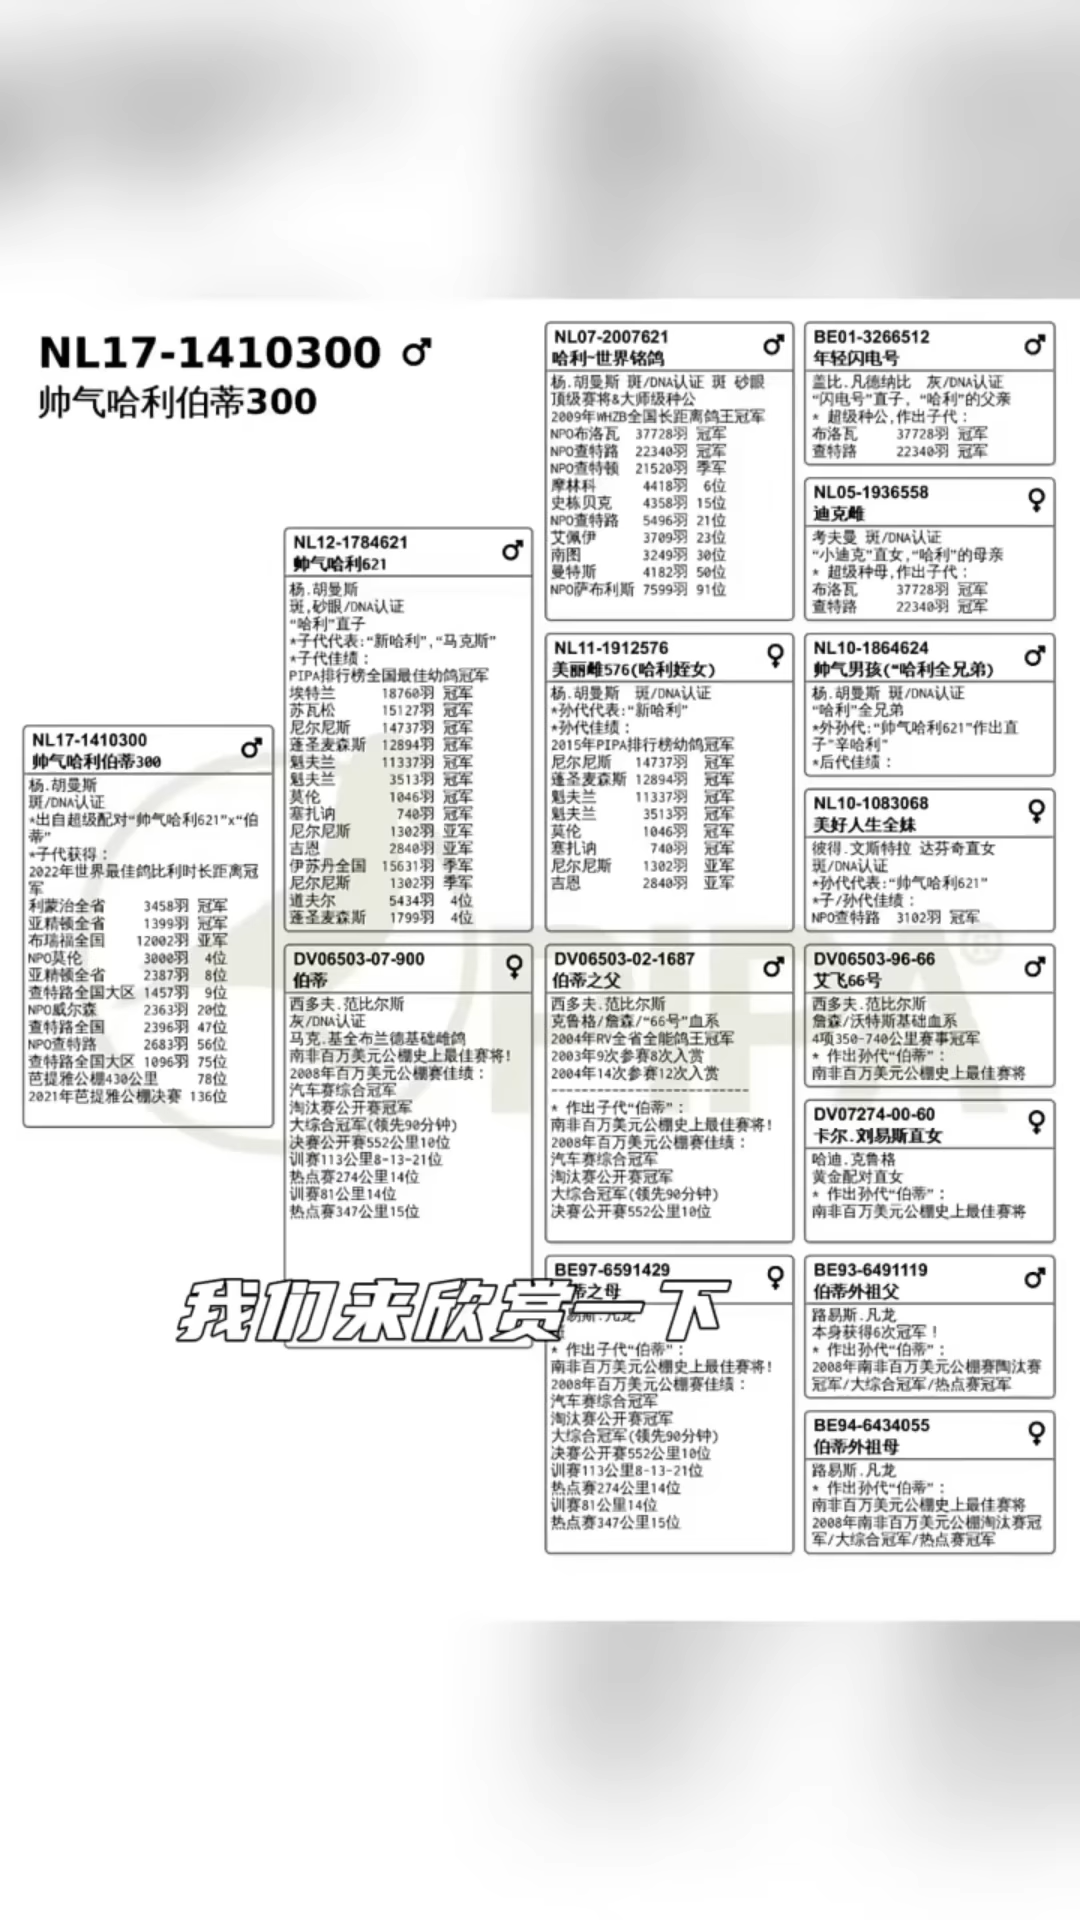 NL17-1410300 ♂
帅气哈利伯蒂300
NL17-1410300 ♂
帅气哈利伯蒂300
杨.胡曼斯
斑/DNA认证
*出自超级配对“帅气哈利621”x“伯
蒂”
*子代获得：
2022年世界最佳鸽比利时长距离冠
军
利蒙治全省 3458羽 冠军
亚精顿全省 1399羽 冠军
布瑞福全国 12002羽 亚军
NPO莫伦 3000羽 4位
亚精顿全省 2387羽 8位
查特路全国大区 1457羽 9位
NPO威尔森 2363羽 20位
查特路全国 2396羽 47位
NPO查特路 2683羽 56位
查特路全国大区 1096羽 75位
芭提雅公棚430公里 78位
2021年芭提雅公棚决赛 136位
NL12-1784621 ♂
帅气哈利621
杨.胡曼斯
斑,砂眼/DNA认证
“哈利”直子
*子代代表:“新哈利”,“马克斯”
*子代佳绩：
PIPA排行榜全国最佳幼鸽冠军
埃特兰 18760羽 冠军
苏瓦松 15127羽 冠军
尼尔尼斯 14737羽 冠军
蓬圣麦森斯 12894羽 冠军
魁夫兰 11337羽 冠军
魁夫兰 3513羽 冠军
莫伦 1046羽 冠军
塞扎讷 740羽 冠军
尼尔尼斯 1302羽 亚军
吉恩 2840羽 亚军
伊苏丹全国 15631羽 季军
尼尔尼斯 1302羽 季军
道夫尔 5434羽 4位
蓬圣麦森斯 1799羽 4位
DV06503-07-900 ♀
伯蒂
西多夫.范比尔斯
灰/DNA认证
马克.基全布兰德基础雌鸽
南非百万美元公棚史上最佳赛将!
2008年百万美元公棚赛佳绩：
汽车赛综合冠军
淘汰赛公开赛冠军
大综合冠军(领先90分钟)
决赛公开赛552公里10位
训赛113公里8-13-21位
热点赛274公里14位
训赛81公里14位
热点赛347公里15位
NL07-2007621 ♂
哈利~世界铭鸽
杨.胡曼斯 斑/DNA认证 斑 砂眼
顶级赛将&大师级种公
2009年WHZB全国长距离鸽王冠军
NPO布洛瓦 37728羽 冠军
NPO查特路 22340羽 冠军
NPO查特顿 21520羽 季军
摩林科 4418羽 6位
史栋贝克 4358羽 15位
NPO查特路 5496羽 21位
艾佩伊 3709羽 23位
南图 3249羽 30位
曼特斯 4182羽 50位
NPO萨布利斯 7599羽 91位
NL11-1912576 ♀
美丽雌576(哈利姪女)
杨.胡曼斯 斑/DNA认证
*孙代代表:“新哈利”
*孙代佳绩：
2015年PIPA排行榜幼鸽冠军
尼尔尼斯 14737羽 冠军
蓬圣麦森斯 12894羽 冠军
魁夫兰 11337羽 冠军
魁夫兰 3513羽 冠军
莫伦 1046羽 冠军
塞扎讷 740羽 冠军
尼尔尼斯 1302羽 亚军
吉恩 2840羽 亚军
DV06503-02-1687 ♂
伯蒂之父
西多夫.范比尔斯
克鲁格/詹森/“66号”血系
2004年RV全省全能鸽王冠军
2003年9次参赛8次入赏
2004年14次参赛12次入赏
--------------------------
* 作出子代“伯蒂”：
南非百万美元公棚史上最佳赛将!
2008年百万美元公棚赛佳绩：
汽车赛综合冠军
淘汰赛公开赛冠军
大综合冠军(领先90分钟)
决赛公开赛552公里10位
BE97-6591429 ♀
蒂之母
易斯.凡龙
* 作出子代“伯蒂”：
南非百万美元公棚史上最佳赛将!
2008年百万美元公棚赛佳绩：
汽车赛综合冠军
淘汰赛公开赛冠军
大综合冠军(领先90分钟)
决赛公开赛552公里10位
训赛113公里8-13-21位
热点赛274公里14位
训赛81公里14位
热点赛347公里15位
BE01-3266512 ♂
年轻闪电号
盖比.凡德纳比 灰/DNA认证
“闪电号”直子, “哈利”的父亲
* 超级种公,作出子代：
布洛瓦 37728羽 冠军
查特路 22340羽 冠军
NL05-1936558 ♀
迪克雌
考夫曼 斑/DNA认证
“小迪克”直女,“哈利”的母亲
* 超级种母,作出子代：
布洛瓦 37728羽 冠军
查特路 22340羽 冠军
NL10-1864624 ♂
帅气男孩(“哈利全兄弟)
杨.胡曼斯 斑/DNA认证
“哈利”全兄弟
*外孙代:“帅气哈利621”作出直
子”辛哈利”
*后代佳绩：
NL10-1083068 ♀
美好人生全妹
彼得.文斯特拉 达芬奇直女
斑/DNA认证
*孙代代表:“帅气哈利621”
*子/孙代佳绩：
NPO查特路 3102羽 冠军
DV06503-96-66 ♂
艾飞66号
西多夫.范比尔斯
詹森/沃特斯基础血系
4项350-740公里赛事冠军
* 作出孙代“伯蒂”：
南非百万美元公棚史上最佳赛将
DV07274-00-60 ♀
卡尔.刘易斯直女
哈迪.克鲁格
黄金配对直女
* 作出孙代“伯蒂”：
南非百万美元公棚史上最佳赛将
BE93-6491119 ♂
伯蒂外祖父
路易斯.凡龙
本身获得6次冠军！
* 作出孙代“伯蒂”：
2008年南非百万美元公棚赛陶汰赛
冠军/大综合冠军/热点赛冠军
BE94-6434055 ♀
伯蒂外祖母
路易斯.凡龙
* 作出孙代“伯蒂”：
南非百万美元公棚史上最佳赛将
2008年南非百万美元公棚淘汰赛冠
军/大综合冠军/热点赛冠军
PIPA®
我们来欣赏一下